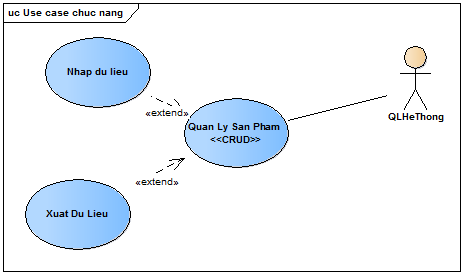 uc Use case chuc nang
Nhap du lieu
«extend»
QLHeThong
Quan Ly San Pham
<<CRUD>>
«extend»
Xuat Du Lieu